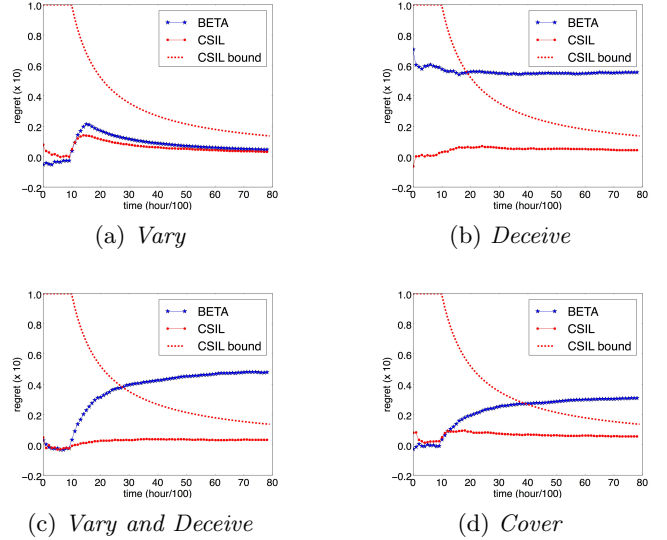 1.0
0.8
0.6
0.4
0.2
0.0
−0.2
regret (x 10)
BETA
CSIL
CSIL bound
0 10 20 30 40 50 60 70 80
time (hour/100)
(a) Vary
1.0
0.8
0.6
0.4
0.2
0.0
−0.2
regret (x 10)
BETA
CSIL
CSIL bound
0 10 20 30 40 50 60 70 80
time (hour/100)
(b) Deceive
1.0
0.8
0.6
0.4
0.2
0.0
−0.2
regret (x 10)
BETA
CSIL
CSIL bound
0 10 20 30 40 50 60 70 80
time (hour/100)
(c) Vary and Deceive
1.0
0.8
0.6
0.4
0.2
0.0
−0.2
regret (x 10)
BETA
CSIL
CSIL bound
0 10 20 30 40 50 60 70 80
time (hour/100)
(d) Cover